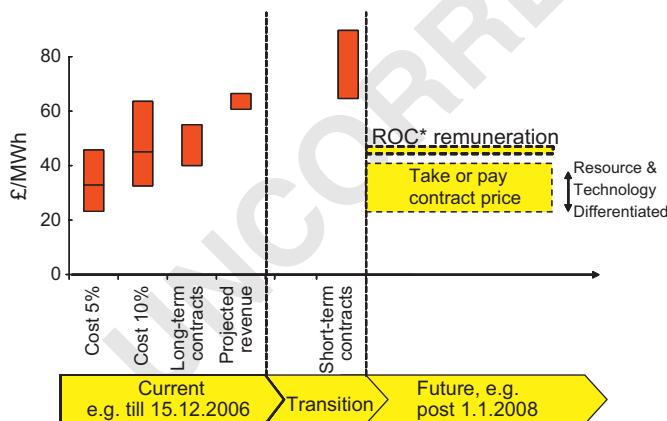 80
60
40
20
0
£/MWh
ROC* remuneration
Take or pay
contract price
Resource &
Technology
Differentiated
Cost 5%
Cost 10%
Long-term
contracts
Projected
revenue
Short-term
contracts
Current
e.g. till 15.12.2006
Transition
Future, e.g.
post 1.1.2008
UNCORRE